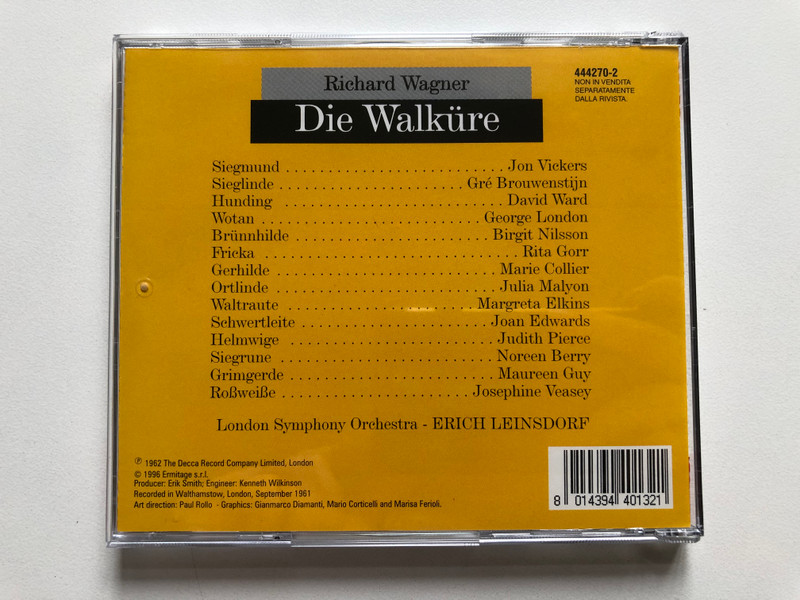 Richard Wagner
Die Walküre
444270-2
NON IN VENDITA
SEPARATAMENTE
DALLA RIVISTA.
Siegmund . . . . . . . . . . . . . . . . . . . . . . . . . . Jon Vickers
Sieglinde . . . . . . . . . . . . . . . . . . . . . . Gré Brouwenstijn
Hunding . . . . . . . . . . . . . . . . . . . . . . . . . . David Ward
Wotan . . . . . . . . . . . . . . . . . . . . . . . . . . George London
Brünnhilde . . . . . . . . . . . . . . . . . . . . . . . Birgit Nilsson
Fricka . . . . . . . . . . . . . . . . . . . . . . . . . . . . . . Rita Gorr
Gerhilde . . . . . . . . . . . . . . . . . . . . . . . . . . Marie Collier
Ortlinde . . . . . . . . . . . . . . . . . . . . . . . . . . Julia Malyon
Waltraute . . . . . . . . . . . . . . . . . . . . . . . Margreta Elkins
Schwertleite . . . . . . . . . . . . . . . . . . . . . . Joan Edwards
Helmwige . . . . . . . . . . . . . . . . . . . . . . . . Judith Pierce
Siegrune . . . . . . . . . . . . . . . . . . . . . . . . Noreen Berry
Grimgerde . . . . . . . . . . . . . . . . . . . . . . . . Maureen Guy
Roßweiße . . . . . . . . . . . . . . . . . . . . . . Josephine Veasey
London Symphony Orchestra - ERICH LEINSDORF
℗ 1962 The Decca Record Company Limited, London
© 1996 Ermitage s.r.l.
Producer: Erik Smith; Engineer: Kenneth Wilkinson
Recorded in Walthamstow, London, September 1961
Art direction: Paul Rollo - Graphics: Gianmarco Diamanti, Mario Corticelli and Marisa Ferioli.
8 014394 401321